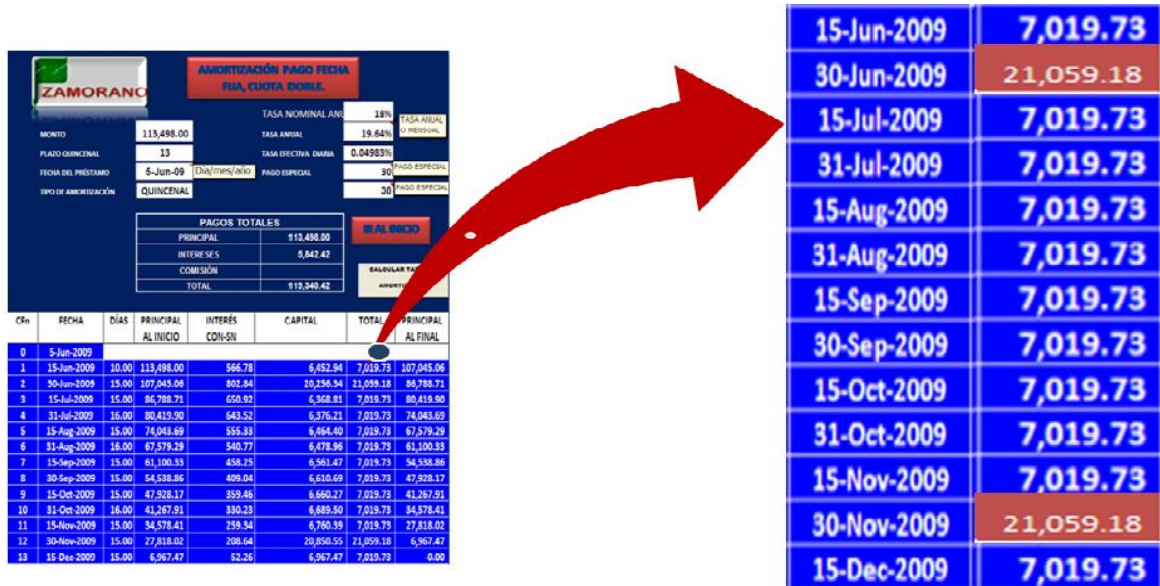 ZAMORANO
AMORTIZACIÓN PAGO FECHA
FIJA, CUOTA DOBLE.
TASA NOMINAL ANU 18%
TASA ANUAL
O MENSUAL
MONTO 113,498.00 TASA ANUAL 19.64%
PLAZO QUINCENAL 13 TASA EFECTIVA DIARIA 0.04983%
FECHA DEL PRÉSTAMO 5-Jun-09 Día/mes/año PAGO ESPECIAL 30 PAGO ESPECIAL
TIPO DE AMORTIZACIÓN QUINCENAL 30 PAGO ESPECIAL
PAGOS TOTALES
PRINCIPAL 113,498.00
INTERESES 5,842.42
COMISIÓN
TOTAL 119,340.42
IR AL INICIO
CALCULAR
CFn FECHA DÍAS PRINCIPAL INTERÉS CAPITAL TOTAL PRINCIPAL
AL INICIO CON-SN AL FINAL
0 5-Jun-2009
1 15-Jun-2009 10.00 113,498.00 566.78 6,452.94 7,019.73 107,045.06
2 30-Jun-2009 15.00 107,045.06 802.84 20,256.34 21,059.18 86,788.71
3 15-Jul-2009 15.00 86,788.71 650.92 6,368.81 7,019.73 80,419.90
4 31-Jul-2009 16.00 80,419.90 643.52 6,376.21 7,019.73 74,043.69
5 15-Aug-2009 15.00 74,043.69 555.33 6,464.40 7,019.73 67,579.29
6 31-Aug-2009 16.00 67,579.29 540.77 6,478.96 7,019.73 61,100.33
7 15-Sep-2009 15.00 61,100.33 458.25 6,561.47 7,019.73 54,538.86
8 30-Sep-2009 15.00 54,538.86 409.04 6,610.69 7,019.73 47,928.17
9 15-Oct-2009 15.00 47,928.17 359.46 6,660.27 7,019.73 41,267.91
10 31-Oct-2009 16.00 41,267.91 330.23 6,689.50 7,019.73 34,578.41
11 15-Nov-2009 15.00 34,578.41 259.34 6,760.39 7,019.73 27,818.02
12 30-Nov-2009 15.00 27,818.02 208.64 20,850.55 21,059.18 6,967.47
13 15-Dec-2009 15.00 6,967.47 52.26 6,967.47 7,019.73 -0.00
15-Jun-2009 7,019.73
30-Jun-2009 21,059.18
15-Jul-2009 7,019.73
31-Jul-2009 7,019.73
15-Aug-2009 7,019.73
31-Aug-2009 7,019.73
15-Sep-2009 7,019.73
30-Sep-2009 7,019.73
15-Oct-2009 7,019.73
31-Oct-2009 7,019.73
15-Nov-2009 7,019.73
30-Nov-2009 21,059.18
15-Dec-2009 7,019.73